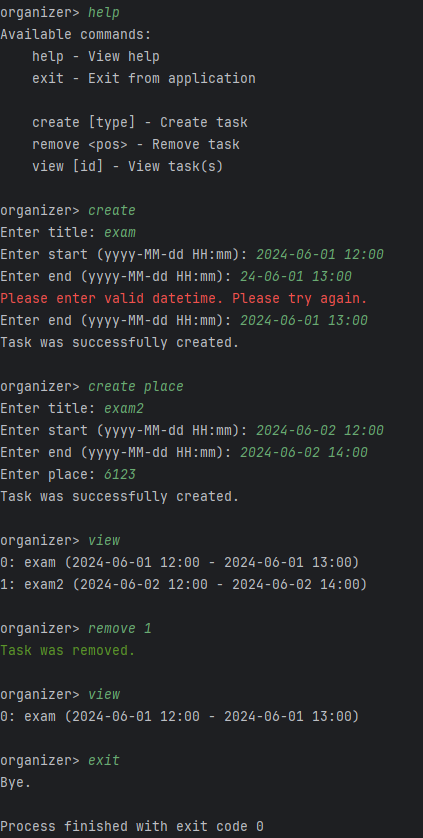 organizer> help
Available commands:
    help - View help
    exit - Exit from application

    create [type] - Create task
    remove <pos> - Remove task
    view [id] - View task(s)

organizer> create
Enter title: exam
Enter start (yyyy-MM-dd HH:mm): 2024-06-01 12:00
Enter end (yyyy-MM-dd HH:mm): 24-06-01 13:00
Please enter valid datetime. Please try again.
Enter end (yyyy-MM-dd HH:mm): 2024-06-01 13:00
Task was successfully created.

organizer> create place
Enter title: exam2
Enter start (yyyy-MM-dd HH:mm): 2024-06-02 12:00
Enter end (yyyy-MM-dd HH:mm): 2024-06-02 14:00
Enter place: 6123
Task was successfully created.

organizer> view
0: exam (2024-06-01 12:00 - 2024-06-01 13:00)
1: exam2 (2024-06-02 12:00 - 2024-06-02 14:00)

organizer> remove 1
Task was removed.

organizer> view
0: exam (2024-06-01 12:00 - 2024-06-01 13:00)

organizer> exit
Bye.

Process finished with exit code 0